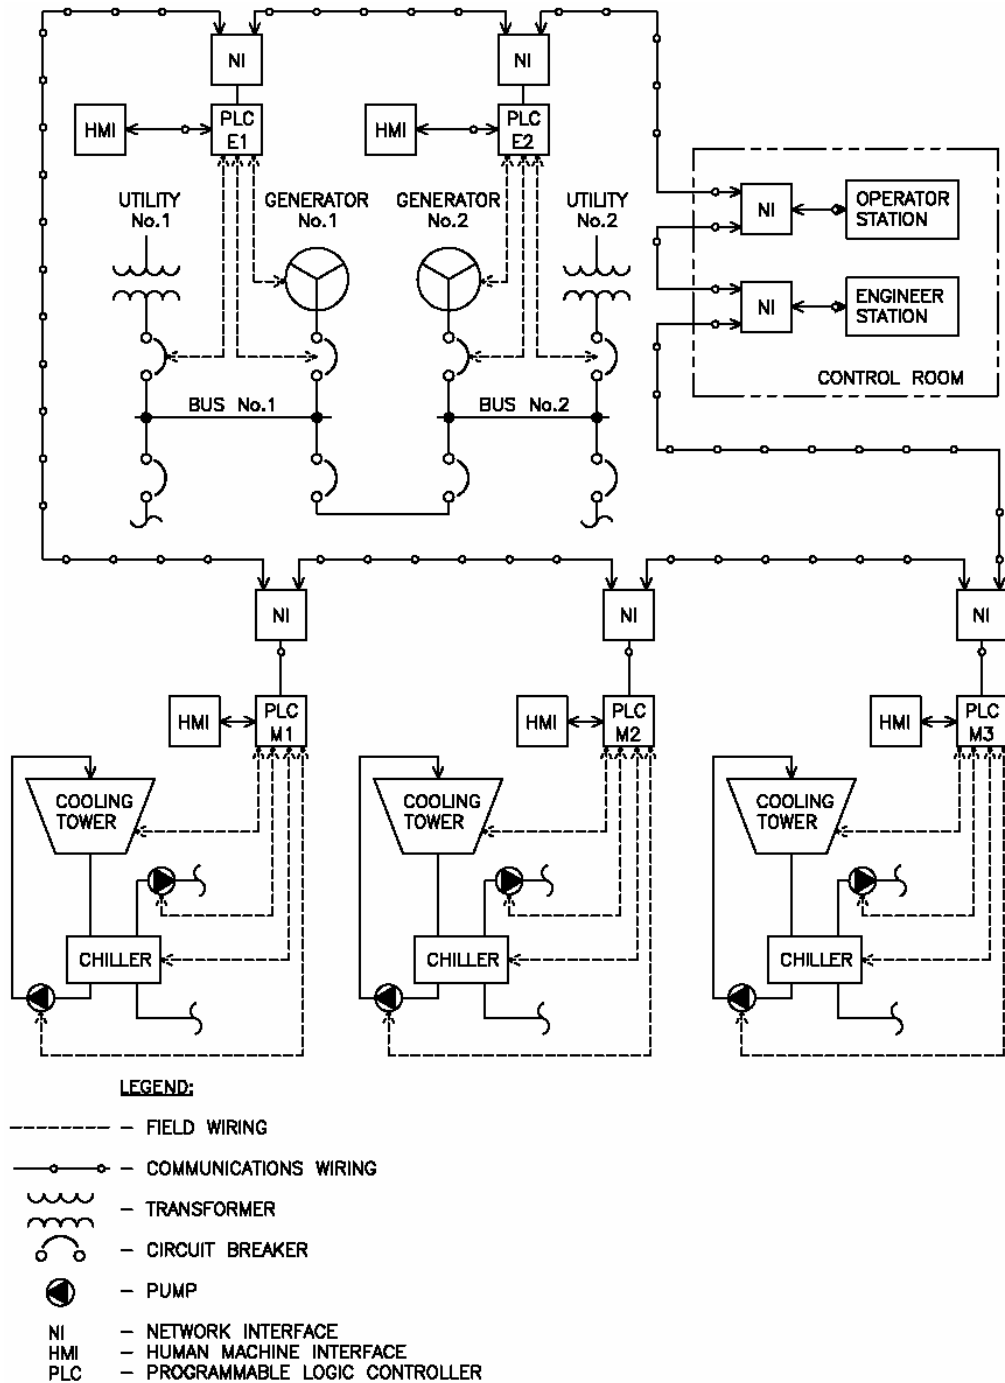 NI
NI
HMI
PLC
E1
HMI
PLC
E2
UTILITY
No.1
GENERATOR
No.1
GENERATOR
No.2
UTILITY
No.2
NI
OPERATOR
STATION
NI
ENGINEER
STATION
CONTROL ROOM
BUS No.1
BUS No.2
NI
NI
NI
HMI
PLC
M1
HMI
PLC
M2
HMI
PLC
M3
COOLING
TOWER
COOLING
TOWER
COOLING
TOWER
CHILLER
CHILLER
CHILLER
LEGEND:
– FIELD WIRING
– COMMUNICATIONS WIRING
– TRANSFORMER
– CIRCUIT BREAKER
– PUMP
NI – NETWORK INTERFACE
HMI – HUMAN MACHINE INTERFACE
PLC – PROGRAMMABLE LOGIC CONTROLLER